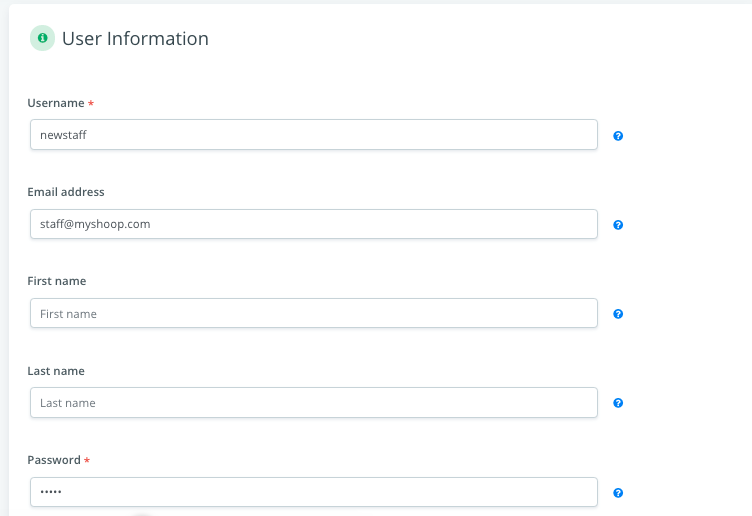 User Information
Username *
newstaff
Email address
staff@myshoop.com
First name
First name
Last name
Last name
Password *
•••••